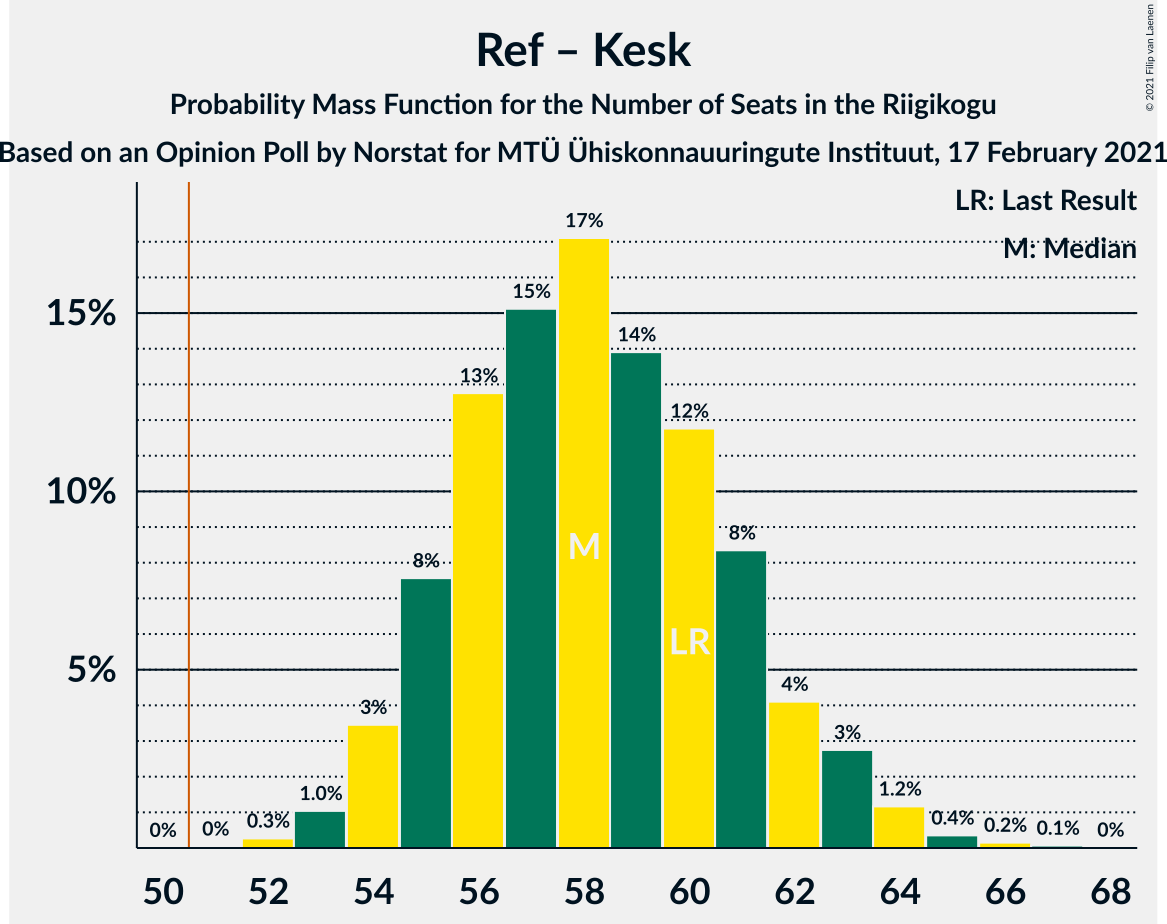 Ref – Kesk
Probability Mass Function for the Number of Seats in the Riigikogu
Based on an Opinion Poll by Norstat for MTÜ Ühiskonnauuringute Instituut, 17 February 2021
© 2021 Filip van Laenen
LR: Last Result
M: Median
17%
15%
15%
14%
13%
12%
10%
8%
8%
M
LR
5%
4%
3%
3%
1.0%
1.2%
0% 0% 0.3% 0.4% 0.2% 0.1% 0%
50 52 54 56 58 60 62 64 66 68